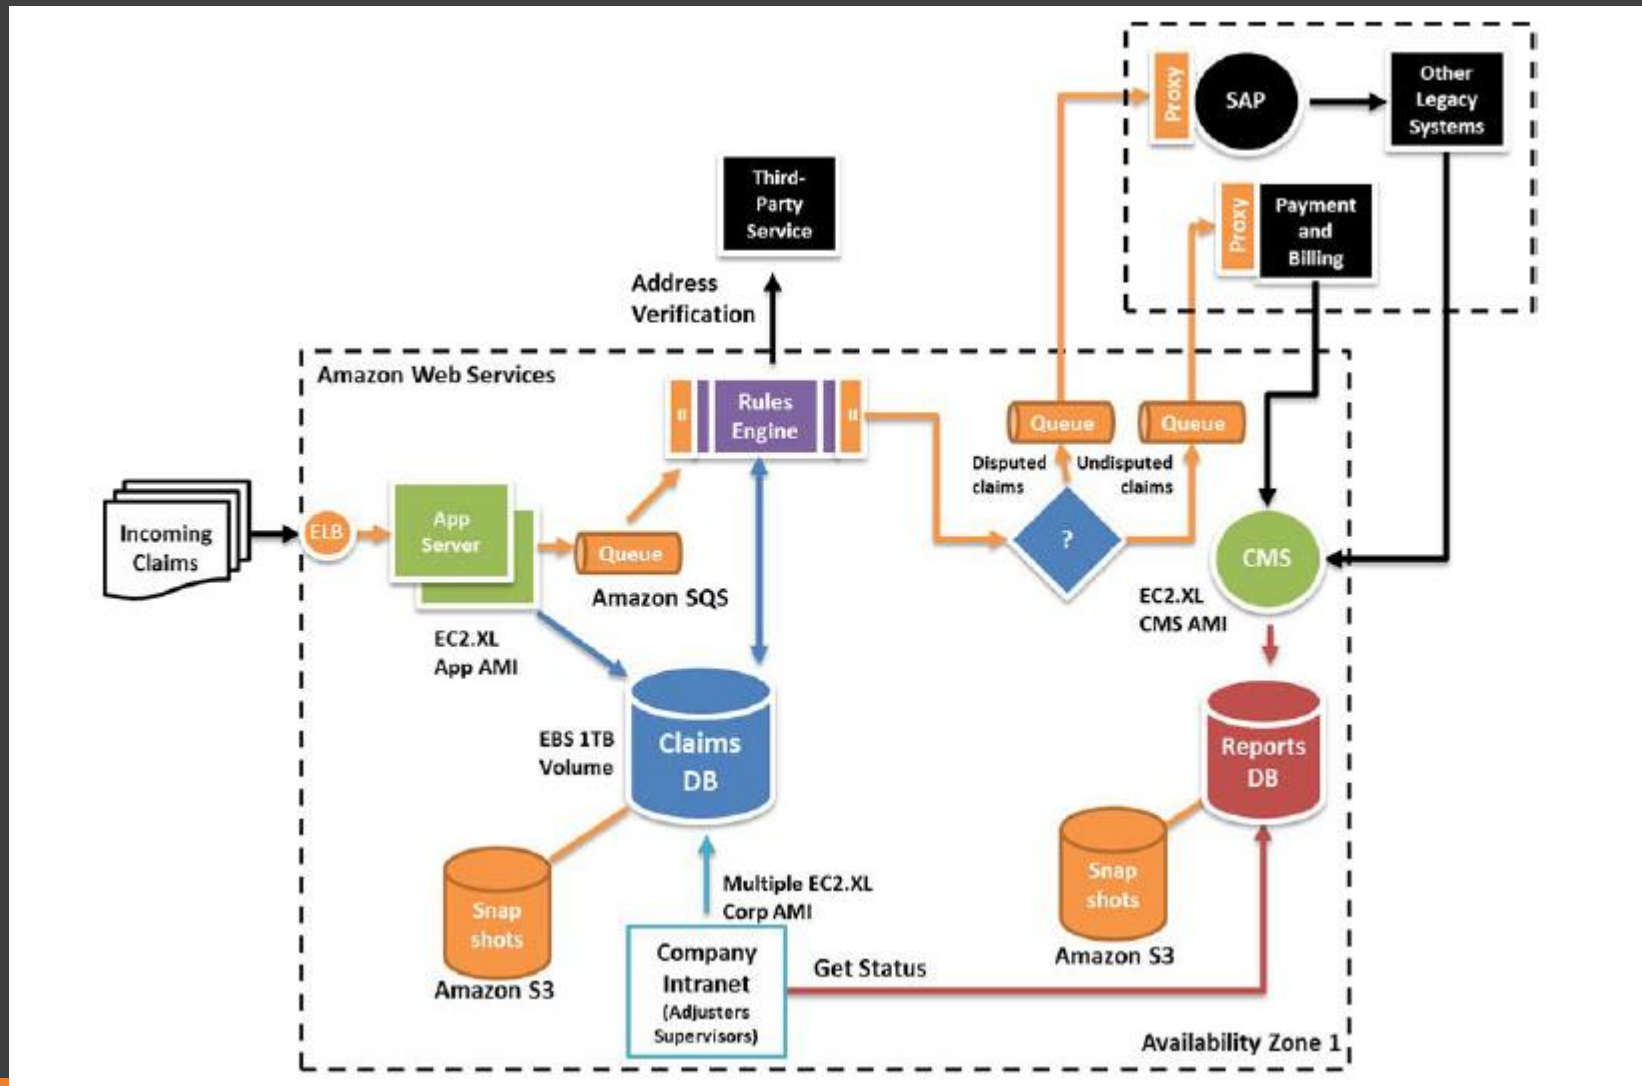 Proxy
SAP
Other
Legacy
Systems
Third-
Party
Service
Proxy
Payment
and
Billing
Address
Verification
Amazon Web Services
Rules
Engine
Queue
Queue
Disputed
claims
Undisputed
claims
Incoming
Claims
ELB
App
Server
Queue
Amazon SQS
?
CMS
EC2.XL
CMS AMI
EC2.XL
App AMI
EBS 1TB
Volume
Claims
DB
Reports
DB
Snap
shots
Amazon S3
Multiple EC2.XL
Corp AMI
Snap
shots
Amazon S3
Company
Intranet
(Adjusters
Supervisors)
Get Status
Availability Zone 1